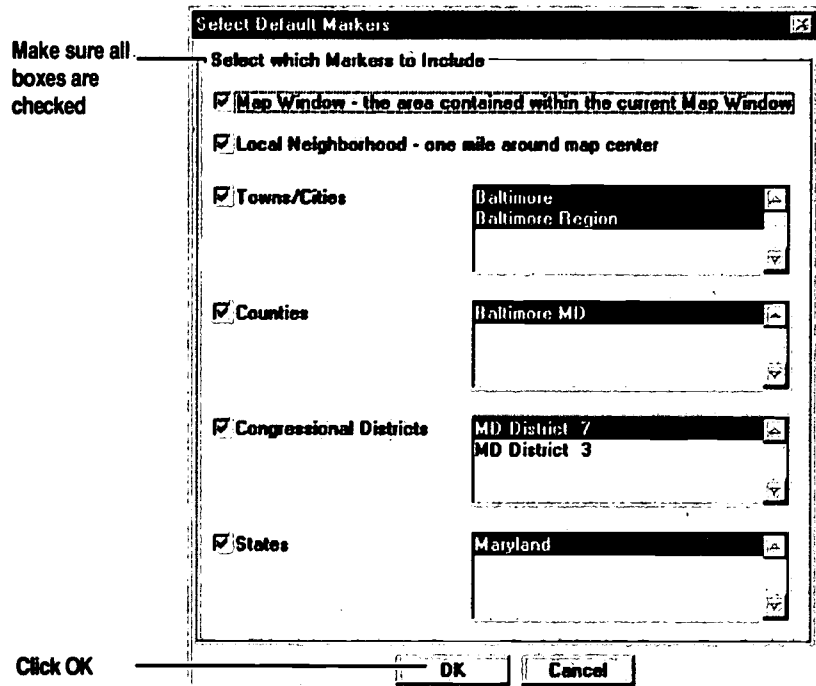 Select Default Markers
Make sure all
boxes are
checked
Select which Markers to Include
Map Window - the area contained within the current Map Window
Local Neighborhood - one mile around map center
Towns/Cities
Baltimore
Baltimore Region
Counties
Baltimore MD
Congressional Districts
MD District 7
MD District 3
States
Maryland
Click OK
OK
Cancel